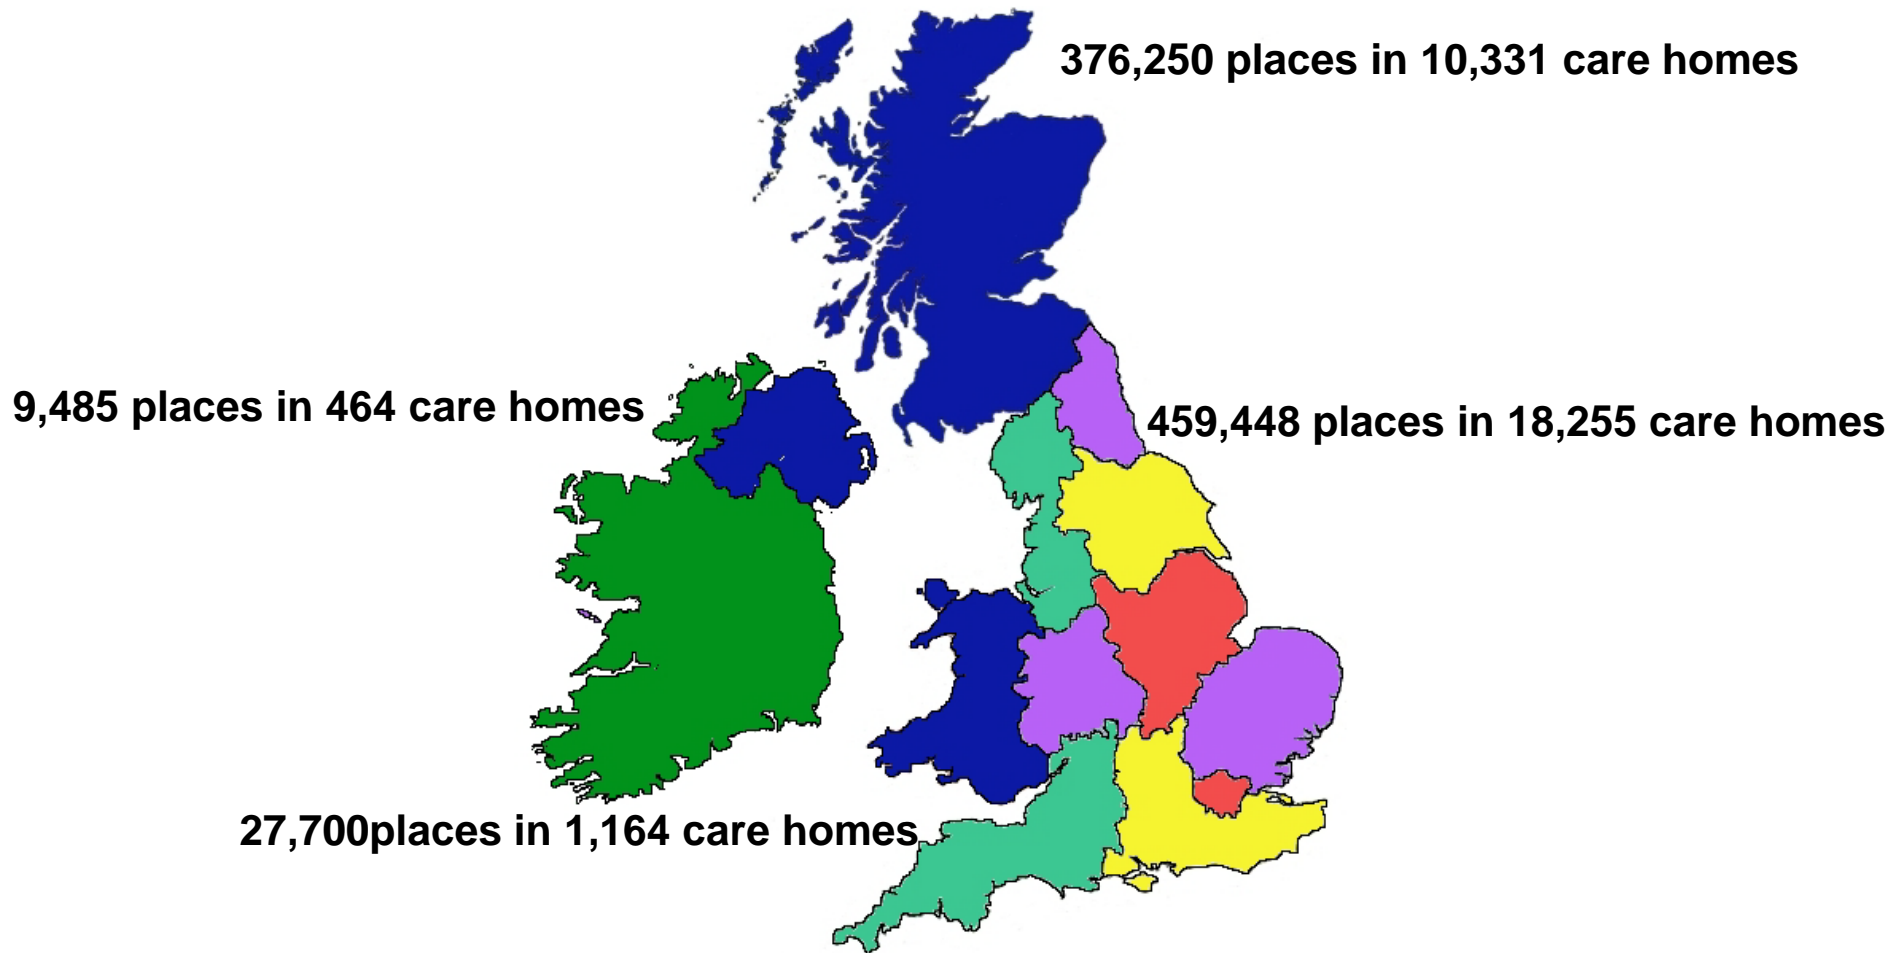 376,250 places in 10,331 care homes
9,485 places in 464 care homes
459,448 places in 18,255 care homes
27,700places in 1,164 care homes